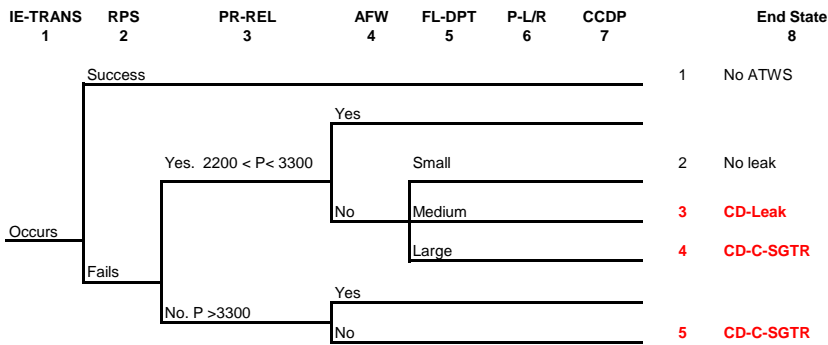 IE-TRANS RPS PR-REL AFW FL-DPT P-L/R CCDP End State
1 2 3 4 5 6 7 8
Success 1 No ATWS
Yes
Yes. 2200 < P< 3300 Small 2 No leak
No Medium 3 CD-Leak
Occurs
Large 4 CD-C-SGTR
Fails
Yes
No. P >3300
No 5 CD-C-SGTR